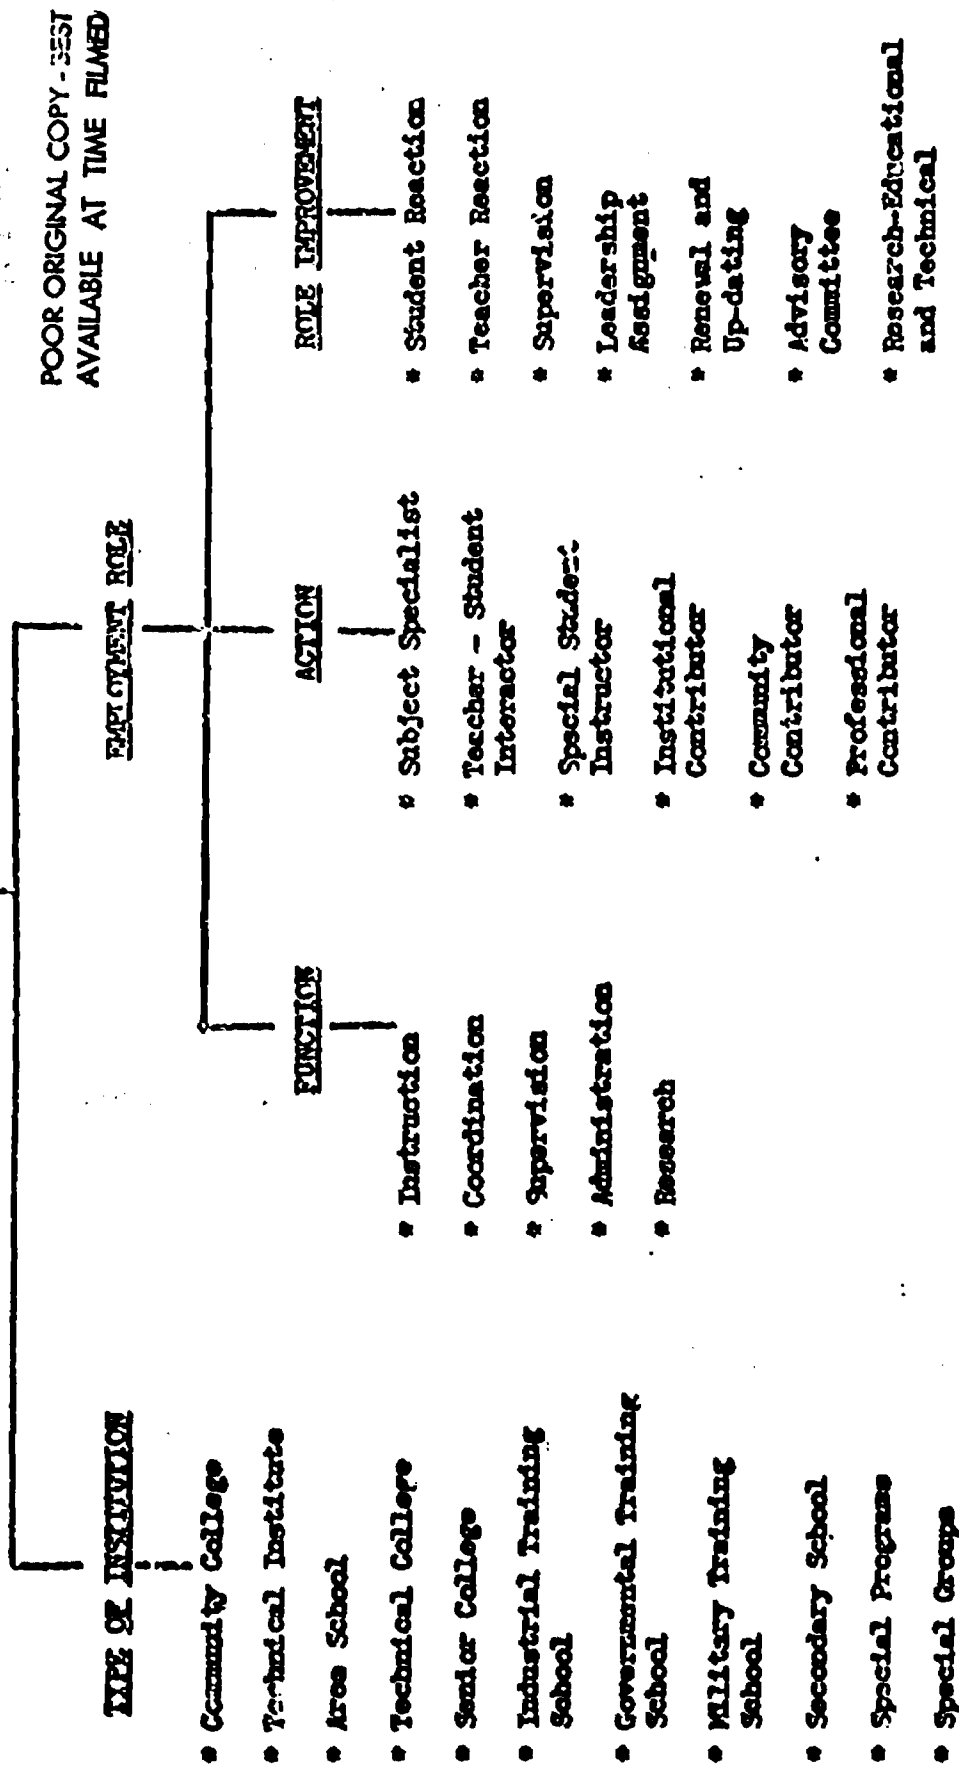 POOR ORIGINAL COPY - BEST
AVAILABLE AT TIME FILMED
TYPE OF INSTITUTION
* Community College
* Technical Institute
* Area School
* Technical College
* Senior College
* Industrial Training
School
* Governmental Training
School
* Military Training
School
* Secondary School
* Special Programs
* Special Groups
EMPLOYMENT ROLE
FUNCTION
* Instruction
* Coordination
* Supervision
* Administration
* Research
ACTION
* Subject Specialist
* Teacher - Student
Interactor
* Special Student
Instructor
* Institutional
Contributor
* Community
Contributor
* Professional
Contributor
ROLE IMPROVEMENT
* Student Reaction
* Teacher Reaction
* Supervision
* Leadership
Assignment
* Renewal and
Up-dating
* Advisory
Committee
* Research-Educational
and Technical